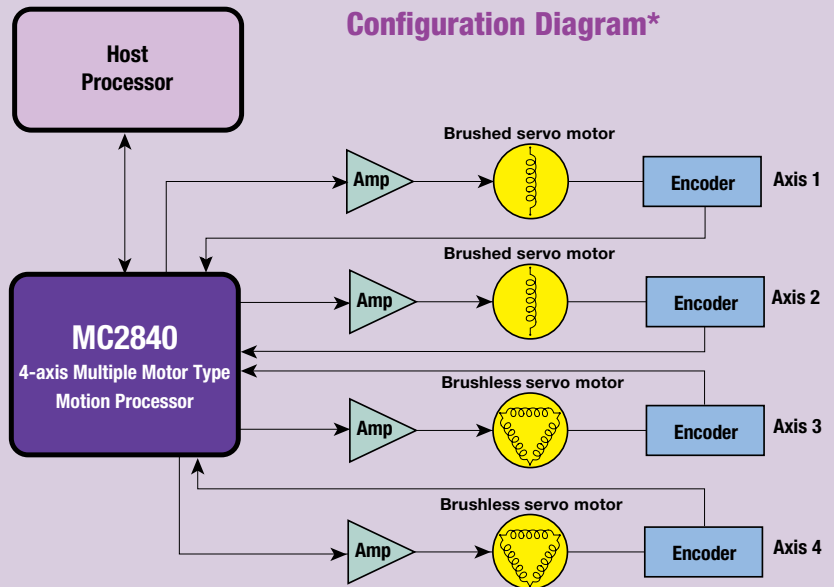 Configuration Diagram*
Host
Processor
Brushed servo motor
Amp
Encoder
Axis 1
Brushed servo motor
Amp
Encoder
Axis 2
MC2840
4-axis Multiple Motor Type
Motion Processor
Brushless servo motor
Amp
Encoder
Axis 3
Brushless servo motor
Amp
Encoder
Axis 4